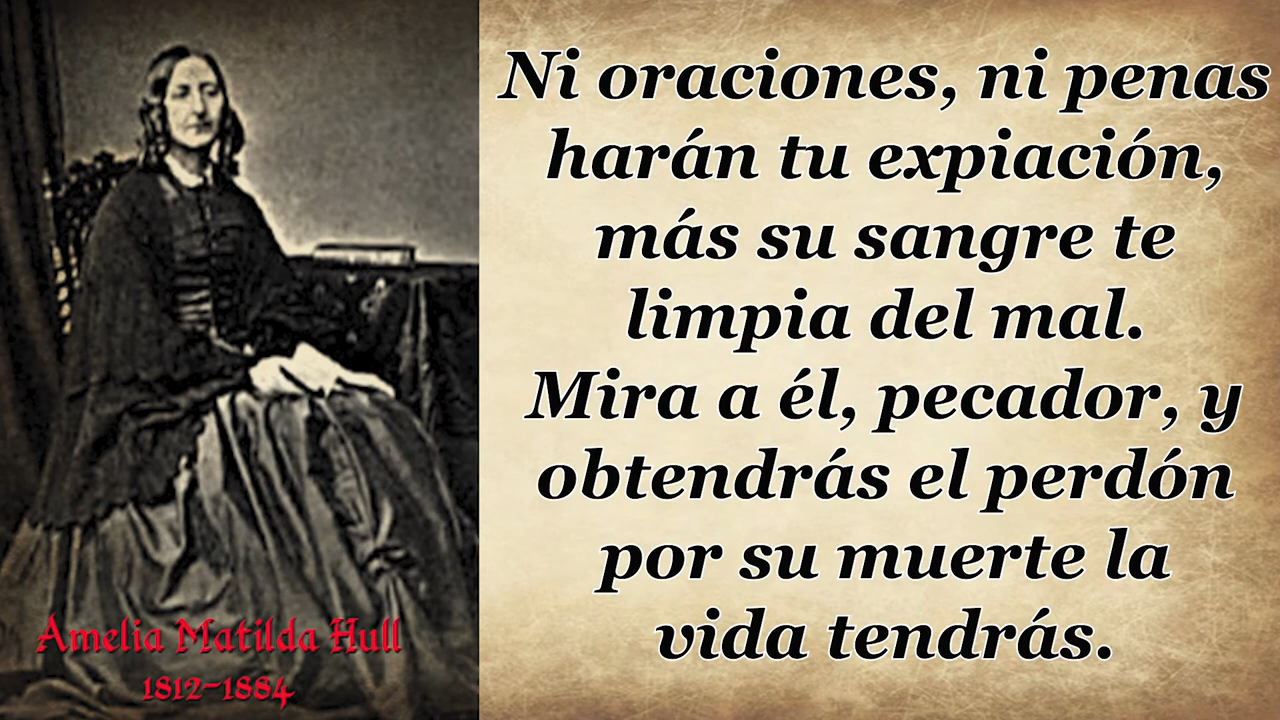 Ni oraciones, ni penas
harán tu expiación,
más su sangre te
limpia del mal.
Mira a él, pecador, y
obtendrás el perdón
por su muerte la
vida tendrás.
Amelia Matilda Hull
1812-1884